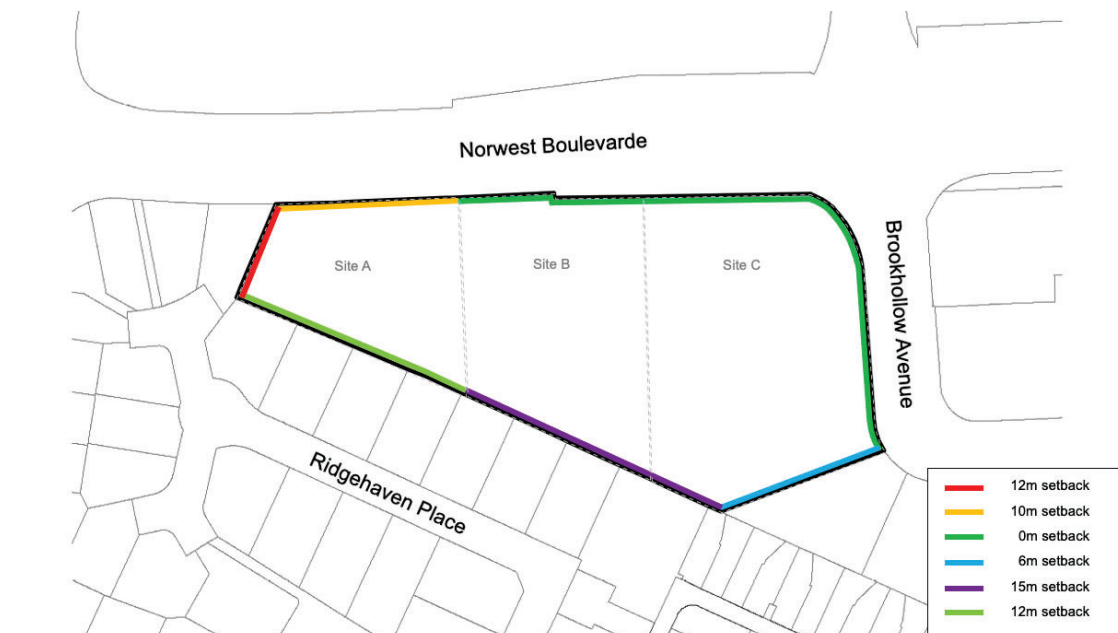 Norwest Boulevarde
Site A
Site B
Site C
Brookhollow Avenue
Ridgehaven Place
12m setback
10m setback
0m setback
6m setback
15m setback
12m setback